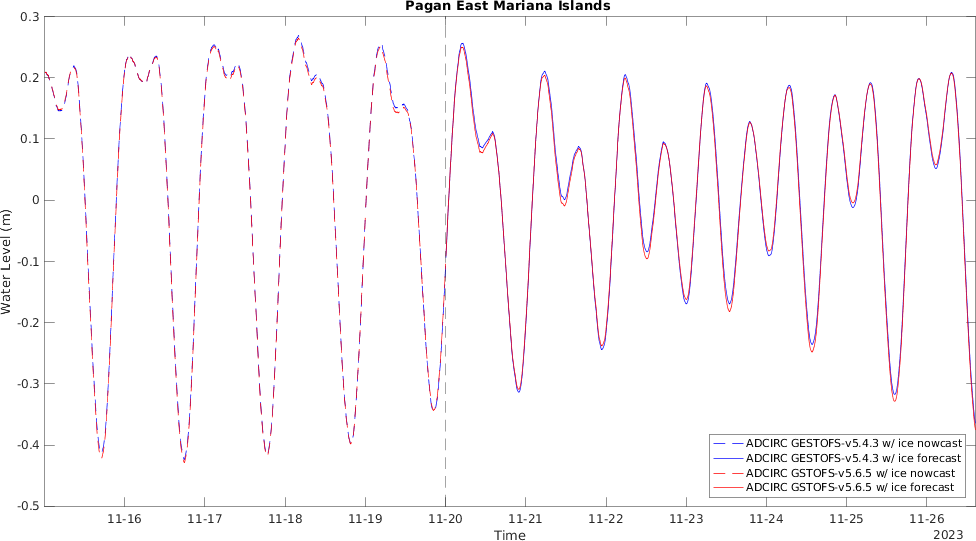 Pagan East Mariana Islands
0.3
0.2
0.1
0
-0.1
-0.2
-0.3
-0.4
-0.5
Water Level (m)
ADCIRC GESTOFS-v5.4.3 w/ ice nowcast
ADCIRC GESTOFS-v5.4.3 w/ ice forecast
ADCIRC GSTOFS-v5.6.5 w/ ice nowcast
ADCIRC GSTOFS-v5.6.5 w/ ice forecast
11-16 11-17 11-18 11-19 11-20 11-21 11-22 11-23 11-24 11-25 11-26
Time
2023